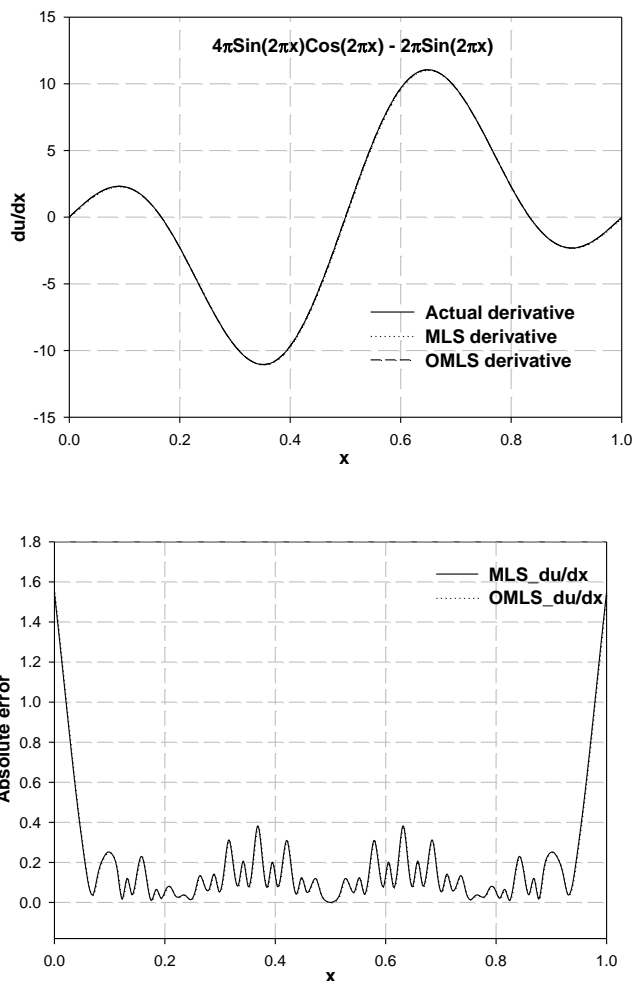 15
4πSin(2πx)Cos(2πx) - 2πSin(2πx)
10
5
du/dx
0
-5
Actual derivative
MLS derivative
-10
OMLS derivative
-15
0.0 0.2 0.4 0.6 0.8 1.0
x
1.8
MLS_du/dx
1.6
OMLS_du/dx
1.4
1.2
1.0
Absolute error
0.8
0.6
0.4
0.2
0.0
0.0 0.2 0.4 0.6 0.8 1.0
x